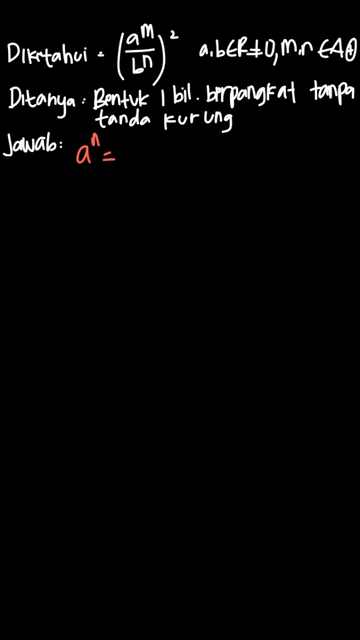 Diketahui = (a^m/b^n)^2 a,b∈R≠0, m,n ∈ A⊕
Ditanya : Bentuk 1 bil. berpangkat tanpa
tanda kurung
Jawab: a^n =